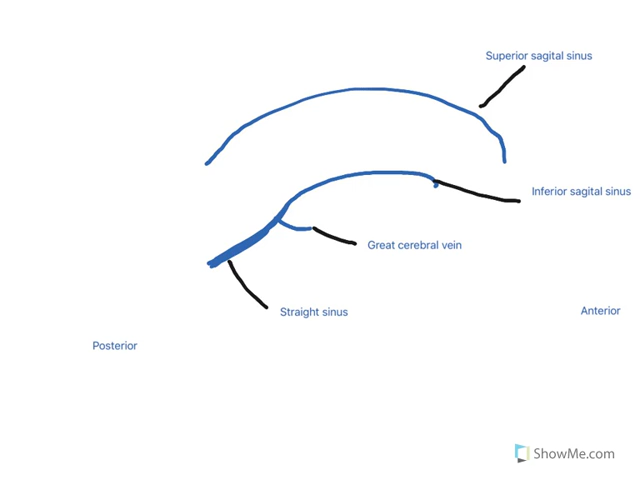 Superior sagital sinus
Inferior sagital sinus
Great cerebral vein
Straight sinus
Anterior
Posterior
ShowMe.com